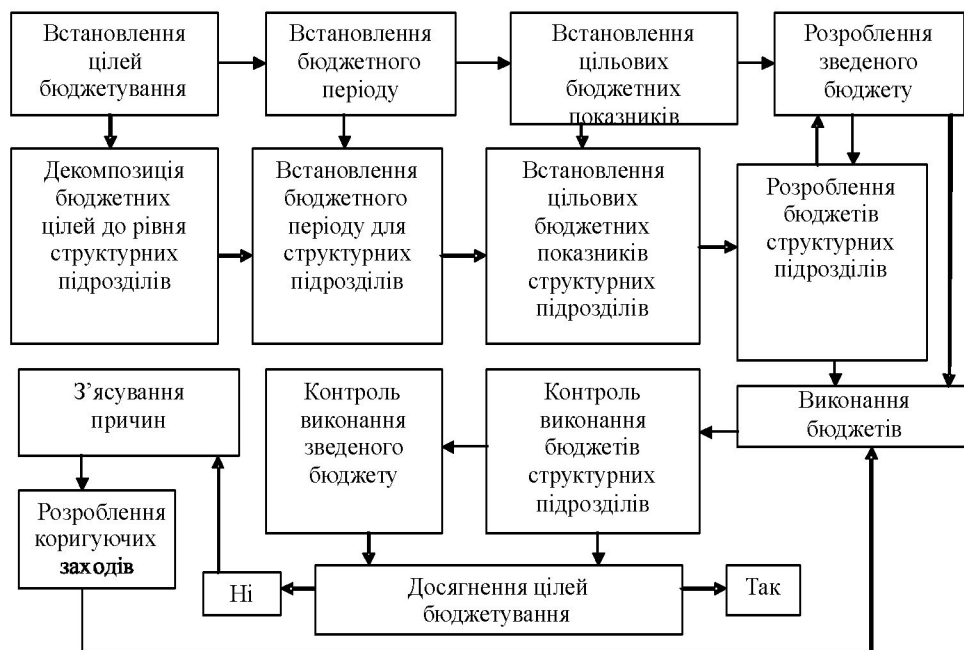 Встановлення
цілей
бюджетування
Встановлення
бюджетного
періоду
Встановлення
цільових
бюджетних
показників
Розроблення
зведеного
бюджету
Декомпозиція
бюджетних
цілей до рівня
структурних
підрозділів
Встановлення
бюджетного
періоду для
структурних
підрозділів
Встановлення
цільових
бюджетних
показників
структурних
підрозділів
Розроблення
бюджетів
структурних
підрозділів
З’ясування
причин
Контроль
виконання
зведеного
бюджету
Контроль
виконання
бюджетів
структурних
підрозділів
Виконання
бюджетів
Розроблення
коригуючих
заходів
Ні
Досягнення цілей
бюджетування
Так